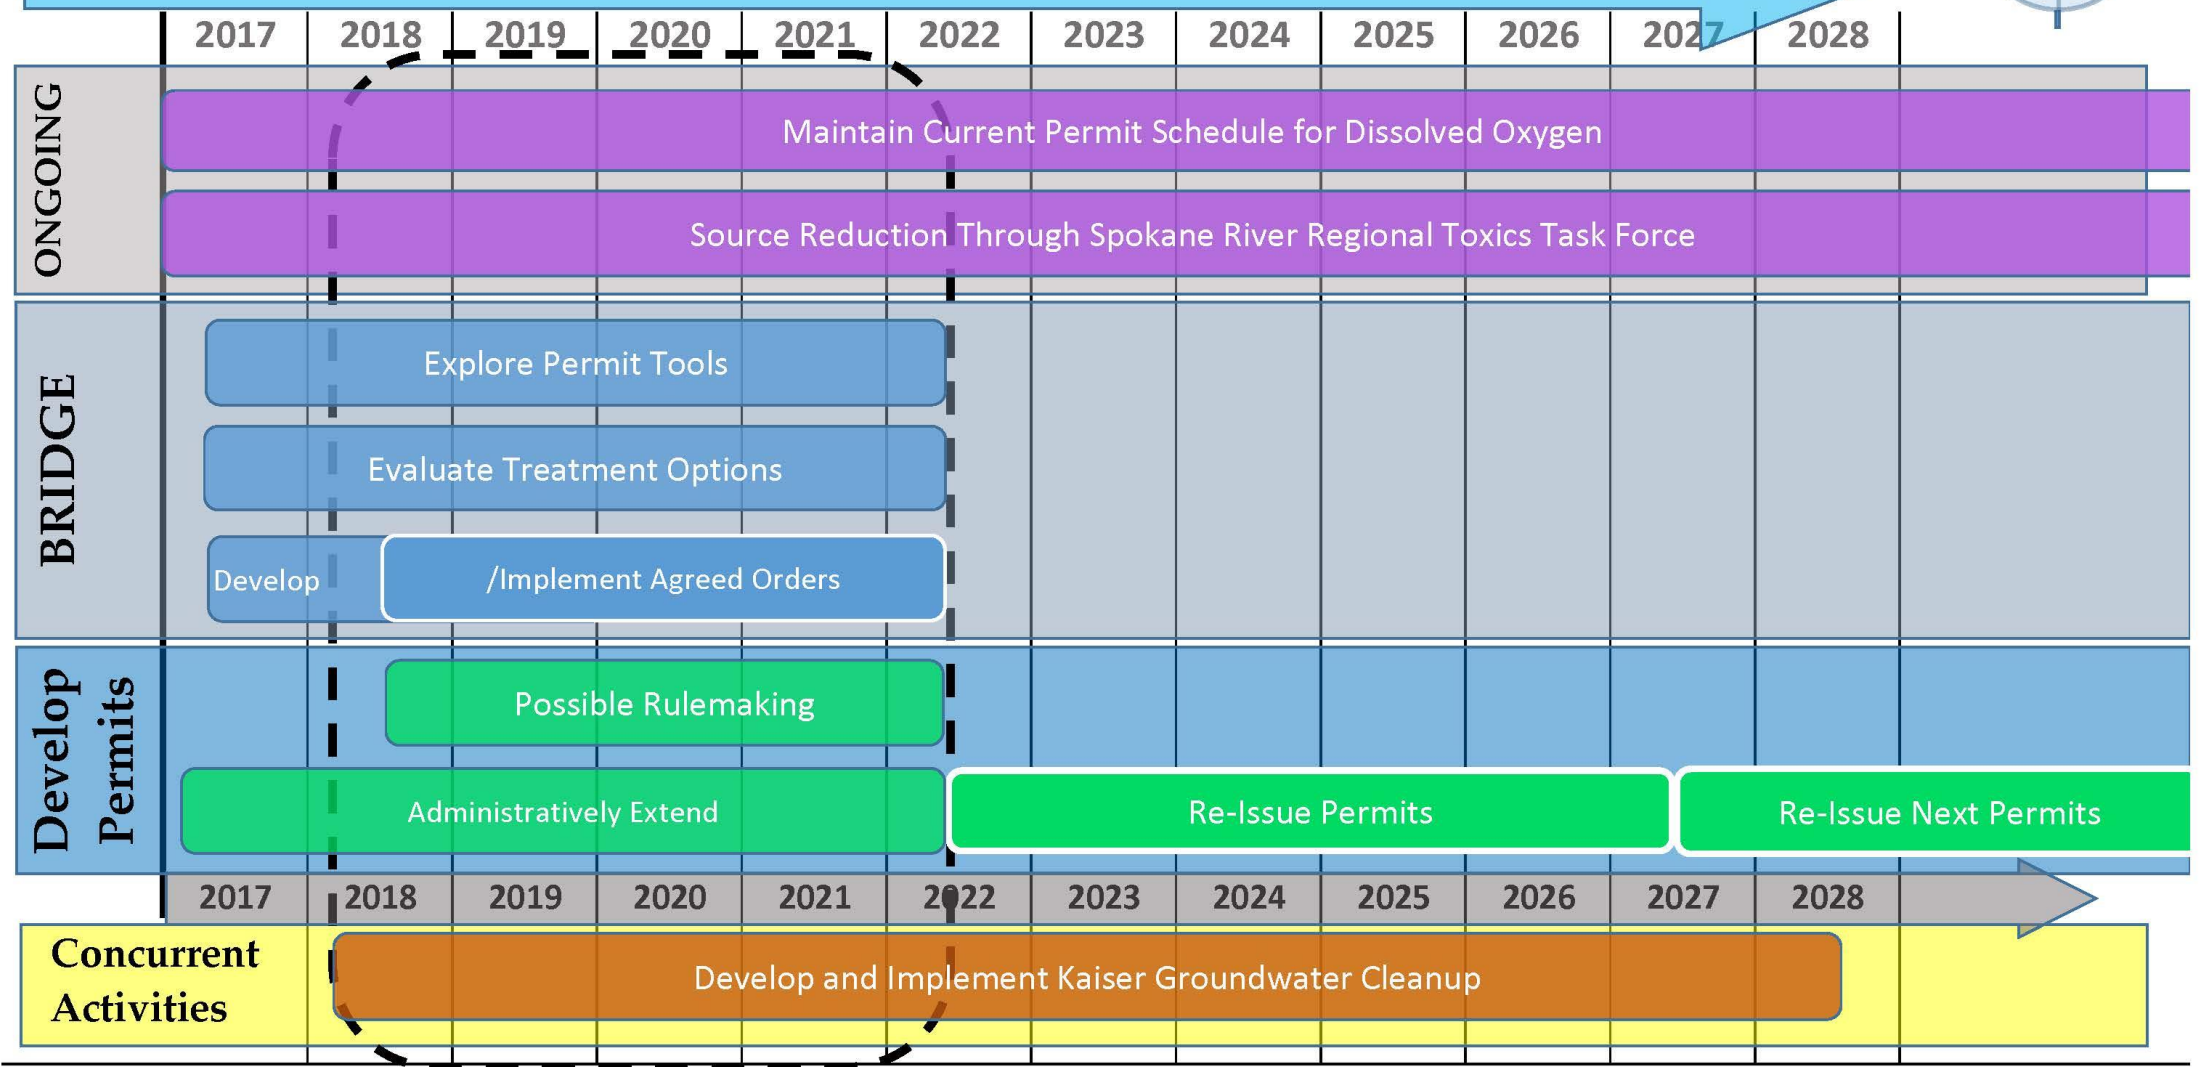 2017 2018 2019 2020 2021 2022 2023 2024 2025 2026 2027 2028
ONGOING
Maintain Current Permit Schedule for Dissolved Oxygen
Source Reduction Through Spokane River Regional Toxics Task Force
BRIDGE
Explore Permit Tools
Evaluate Treatment Options
Develop /Implement Agreed Orders
Develop
Permits
Possible Rulemaking
Administratively Extend Re-Issue Permits Re-Issue Next Permits
2017 2018 2019 2020 2021 2022 2023 2024 2025 2026 2027 2028
Concurrent
Activities
Develop and Implement Kaiser Groundwater Cleanup